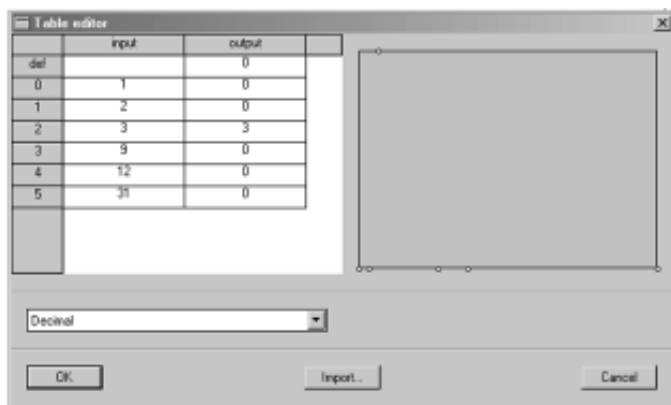 Table editor
input output
def 0
0 1 0
1 2 0
2 3 3
3 9 0
4 12 0
5 31 0
Decimal
OK Import... Cancel